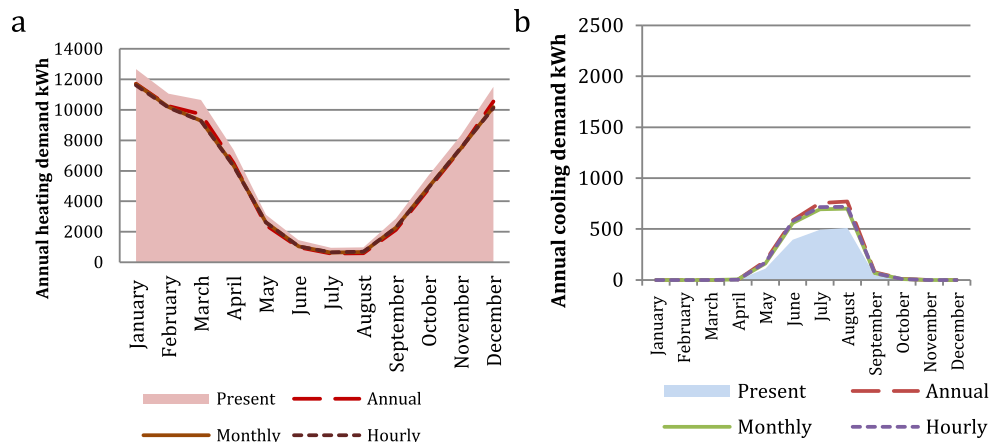 a
Annual heating demand kWh
14000
12000
10000
8000
6000
4000
2000
0
January
February
March
April
May
June
July
August
September
October
November
December
Present
Annual
Monthly
Hourly
b
Annual cooling demand kWh
2500
2000
1500
1000
500
0
January
February
March
April
May
June
July
August
September
October
November
December
Present
Annual
Monthly
Hourly